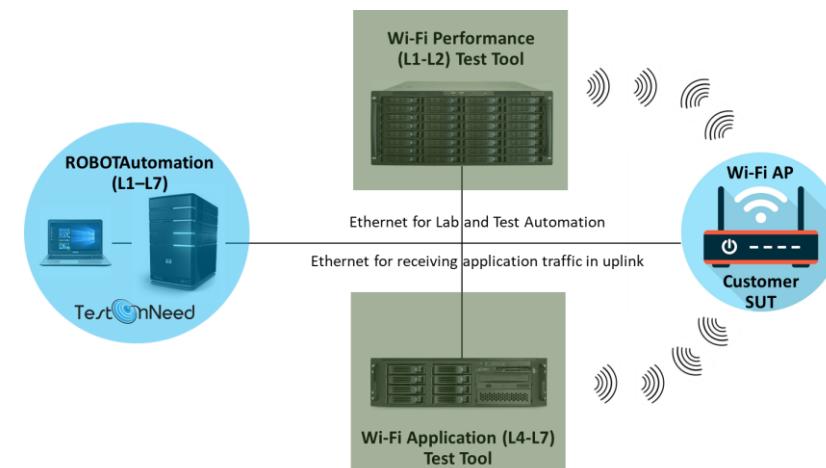 Wi-Fi Performance
(L1-L2) Test Tool
ROBOTAutomation
(L1–L7)
Wi-Fi AP
Ethernet for Lab and Test Automation
Ethernet for receiving application traffic in uplink
Customer
SUT
TestOnNeed
Wi-Fi Application (L4-L7)
Test Tool